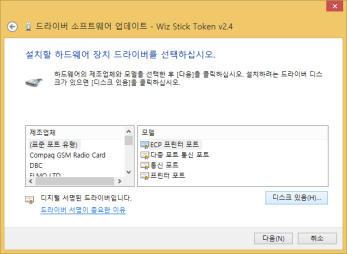 드라이버 소프트웨어 업데이트 - Wiz Stick Token v2.4
설치할 하드웨어 장치 드라이버를 선택하십시오.
하드웨어의 제조업체와 모델을 선택한 후 [다음]을 클릭하십시오. 설치하려는 드라이버 디스
크가 있으면 [디스크 있음]을 클릭하십시오.
제조업체
모델
(표준 포트 유형)
ECP 프린터 포트
Compaq GSM Radio Card
다중 포트 통신 포트
DBC
통신 포트
ELMO LTD
프린터 포트
디지털 서명된 드라이버입니다.
디스크 있음(H)...
드라이버 서명이 중요한 이유
다음(N)
취소